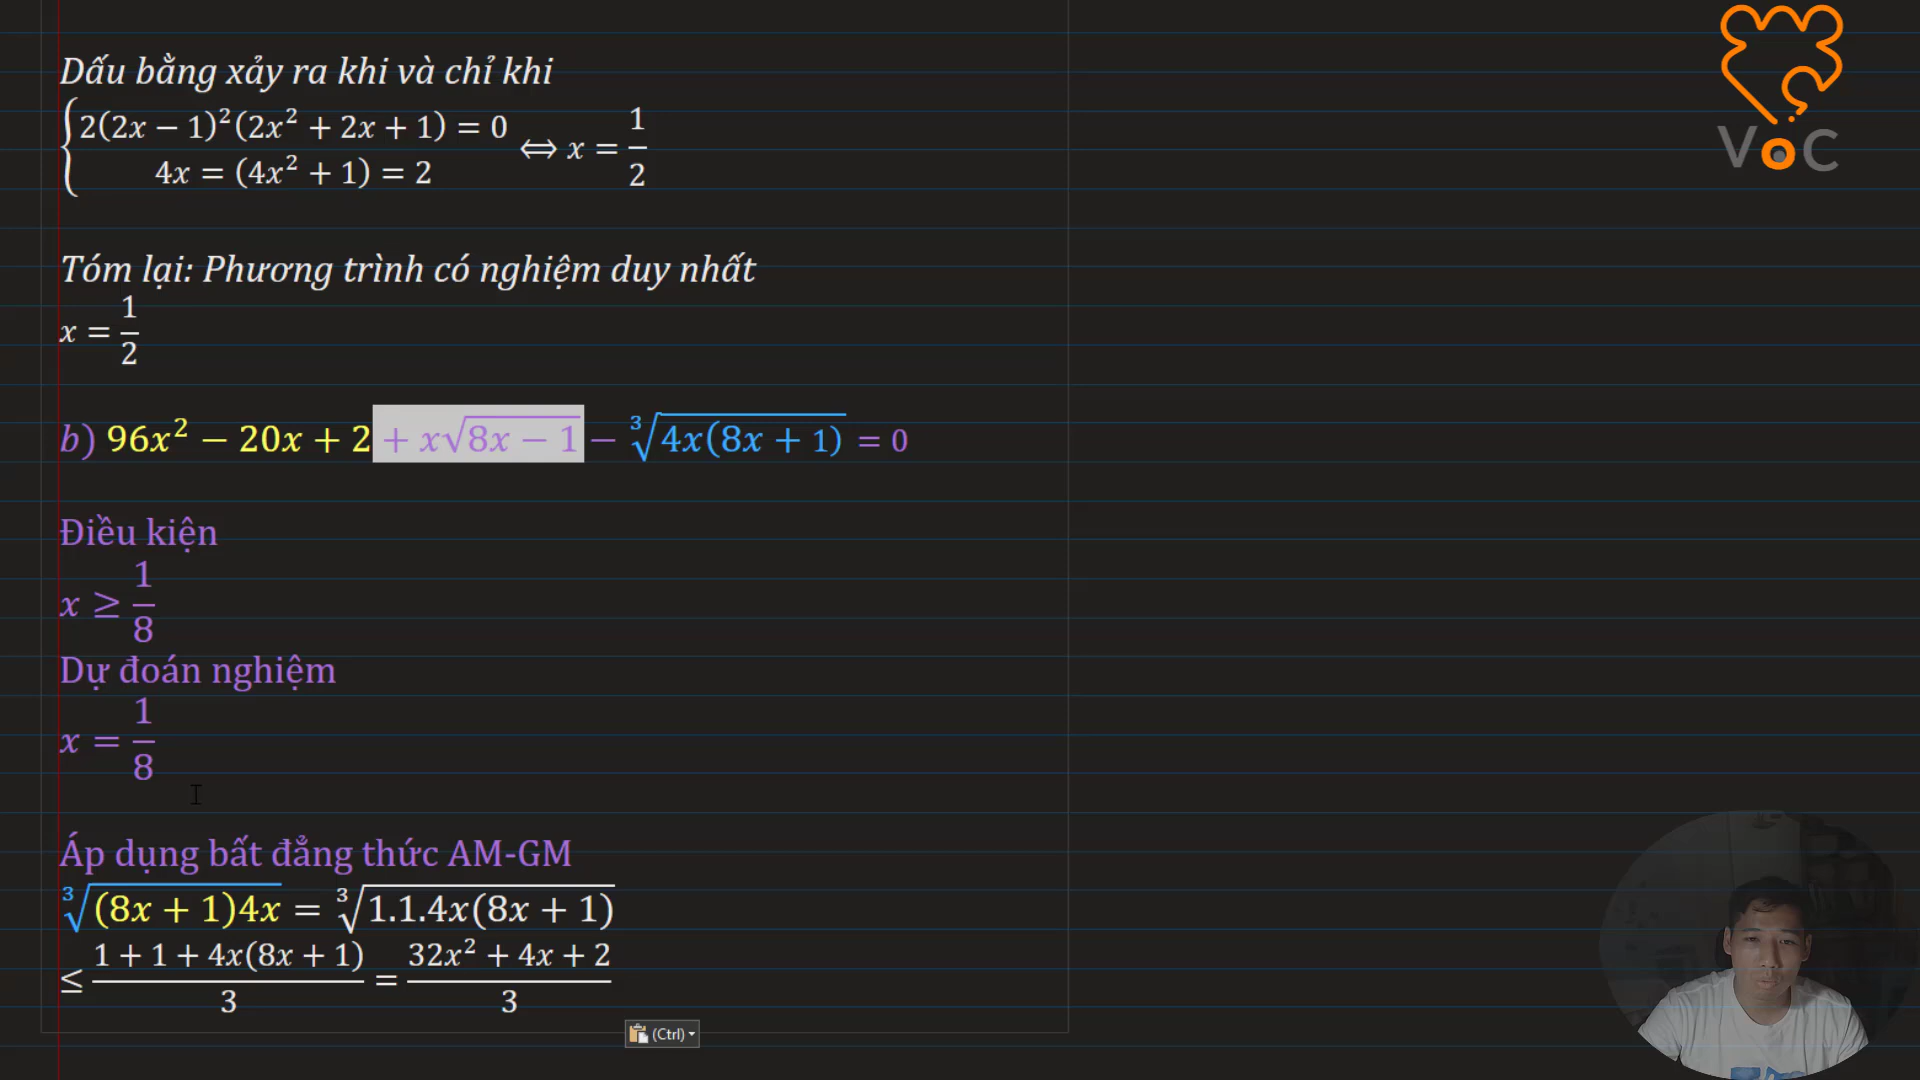 Dấu bằng xảy ra khi và chỉ khi
{2(2x − 1)²(2x² + 2x + 1) = 0
4x = (4x² + 1) = 2 ⇔ x = 1/2
Tóm lại: Phương trình có nghiệm duy nhất
x = 1/2
b) 96x² − 20x + 2 + x√(8x − 1) − ∛(4x(8x + 1)) = 0
Điều kiện
x ≥ 1/8
Dự đoán nghiệm
x = 1/8
Áp dụng bất đẳng thức AM-GM
∛((8x + 1)4x) = ∛(1.1.4x(8x + 1))
≤ (1 + 1 + 4x(8x + 1))/3 = (32x² + 4x + 2)/3
(Ctrl)
VoC